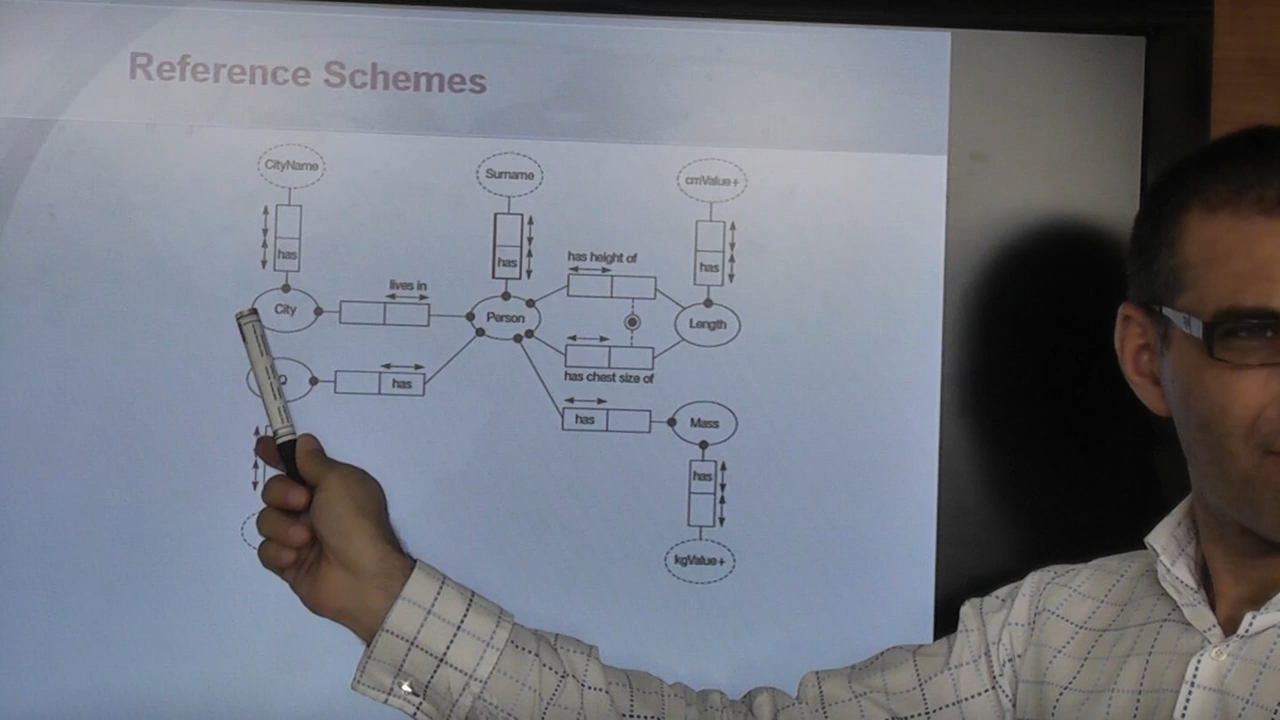 Reference Schemes
CityName
Surname
cmValue+
has
has
has
has height of
lives in
City
Person
Length
has chest size of
has
has
Mass
has
kgValue+